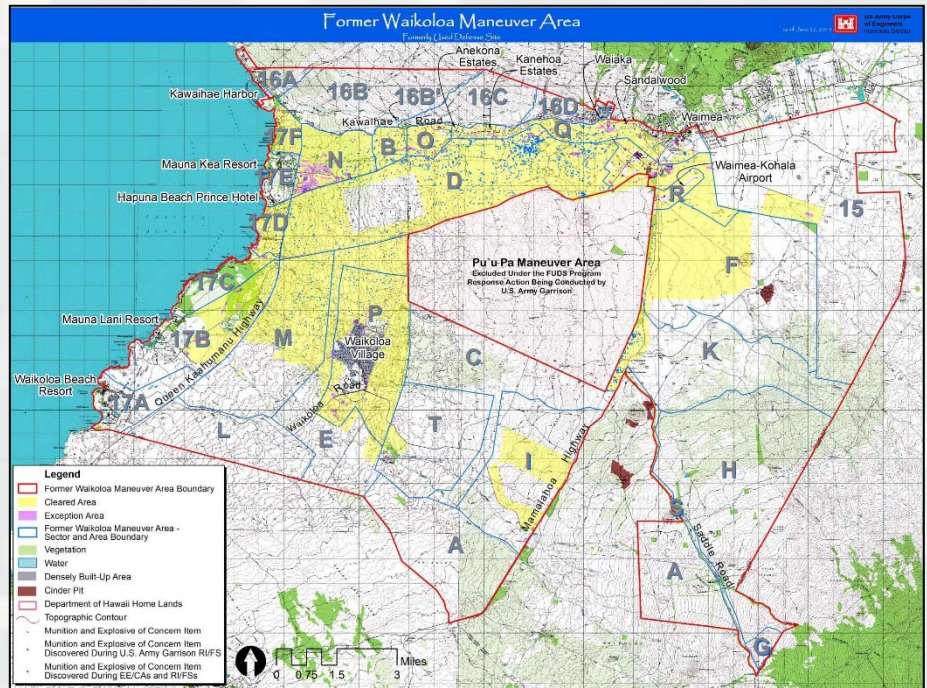 Former Waikoloa Maneuver Area
Formerly Used Defense Site
as of June 22, 2015
US Army Corps
of Engineers
Honolulu District
Anekona
Estates
Kanehoa
Estates
Waiaka
Sandalwood
16A
16B
16B'
16C
16D
Kawaihae Harbor
Kawaihae Road
Waimea
17F
N
B
O
Q
Mauna Kea Resort
17E
D
Waimea-Kohala
Airport
Hapuna Beach Prince Hotel
17D
R
15
Pu`u Pa Maneuver Area
Excluded Under the FUDS Program
Response Action Being Conducted by
U.S. Army Garrison
F
17C
Mauna Lani Resort
17B
M
P
Waikoloa
Village
C
K
Queen Kaahumanu Highway
Waikoloa Beach
Resort
17A
L
Waikoloa Road
E
T
I
Mamalahoa Highway
H
S
A
A
Saddle Road
G
Legend
Former Waikoloa Maneuver Area Boundary
Cleared Area
Exception Area
Former Waikoloa Maneuver Area -
Sector and Area Boundary
Vegetation
Water
Densely Built-Up Area
Cinder Pit
Department of Hawaii Home Lands
Topographic Contour
Munition and Explosive of Concern Item
Munition and Explosive of Concern Item
Discovered During U.S. Army Garrison RI/FS
Munition and Explosive of Concern Item
Discovered During EE/CAs and RI/FSs
Miles
0 0.75 1.5 3